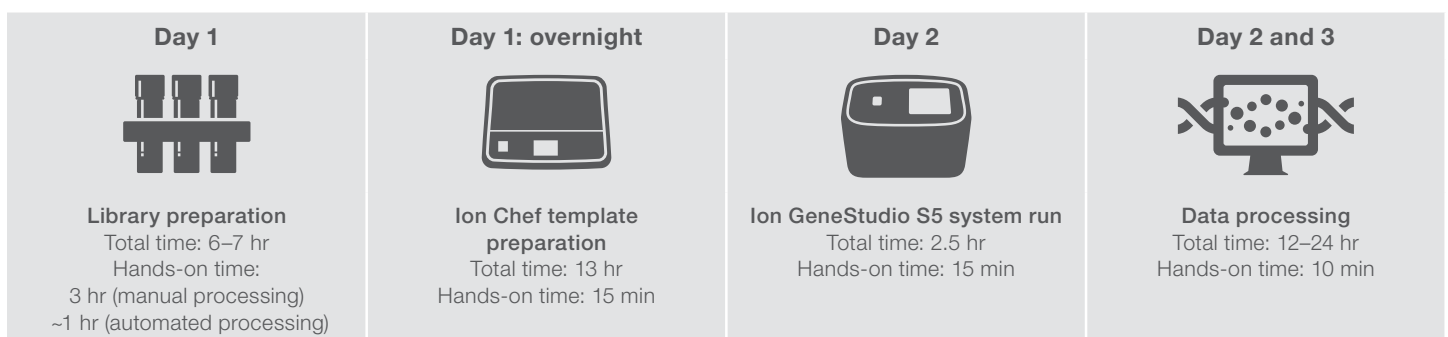 Day 1
Library preparation
Total time: 6–7 hr
Hands-on time:
3 hr (manual processing)
~1 hr (automated processing)
Day 1: overnight
Ion Chef template
preparation
Total time: 13 hr
Hands-on time: 15 min
Day 2
Ion GeneStudio S5 system run
Total time: 2.5 hr
Hands-on time: 15 min
Day 2 and 3
Data processing
Total time: 12–24 hr
Hands-on time: 10 min